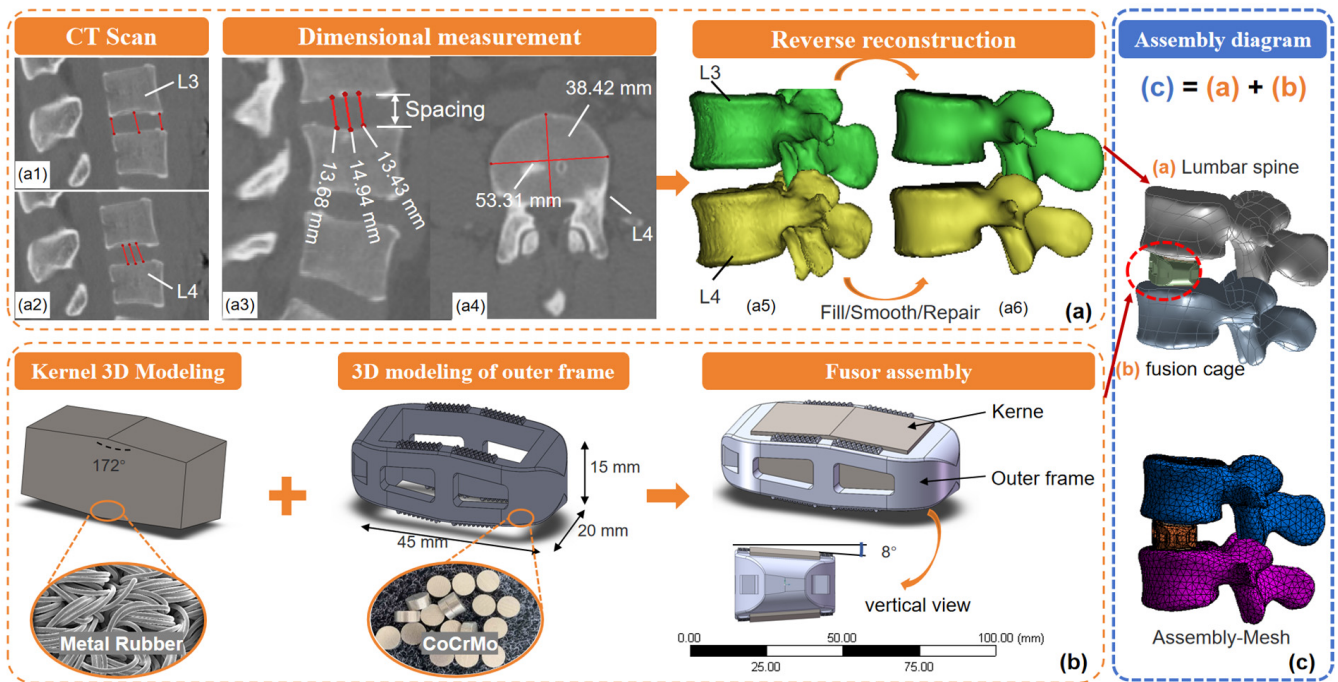 CT Scan
Dimensional measurement
Reverse reconstruction
Assembly diagram
L3
(a1)
L4
(a2)
Spacing
13.68 mm
14.94 mm
13.43 mm
(a3)
38.42 mm
53.31 mm
L4
(a4)
L3
L4
(a5)
Fill/Smooth/Repair
(a6)
(a)
(c) = (a) + (b)
(a) Lumbar spine
(b) fusion cage
Assembly-Mesh
(c)
Kernel 3D Modeling
3D modeling of outer frame
Fusor assembly
172°
Metal Rubber
15 mm
20 mm
45 mm
CoCrMo
Kerne
Outer frame
8°
vertical view
0.00
50.00
100.00 (mm)
25.00
75.00
(b)